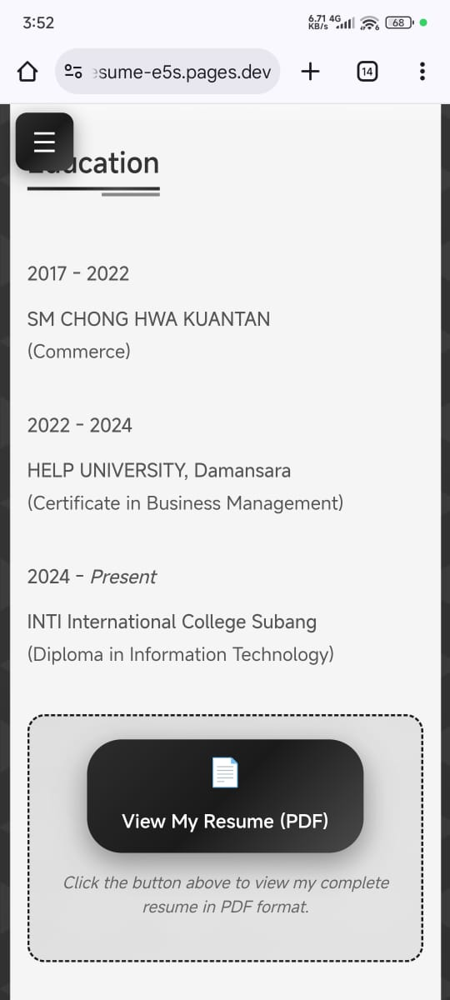 3:52
6.71 KB/s 4G 68
esume-e5s.pages.dev
14
Education
2017 - 2022
SM CHONG HWA KUANTAN
(Commerce)
2022 - 2024
HELP UNIVERSITY, Damansara
(Certificate in Business Management)
2024 - Present
INTI International College Subang
(Diploma in Information Technology)
View My Resume (PDF)
Click the button above to view my complete
resume in PDF format.